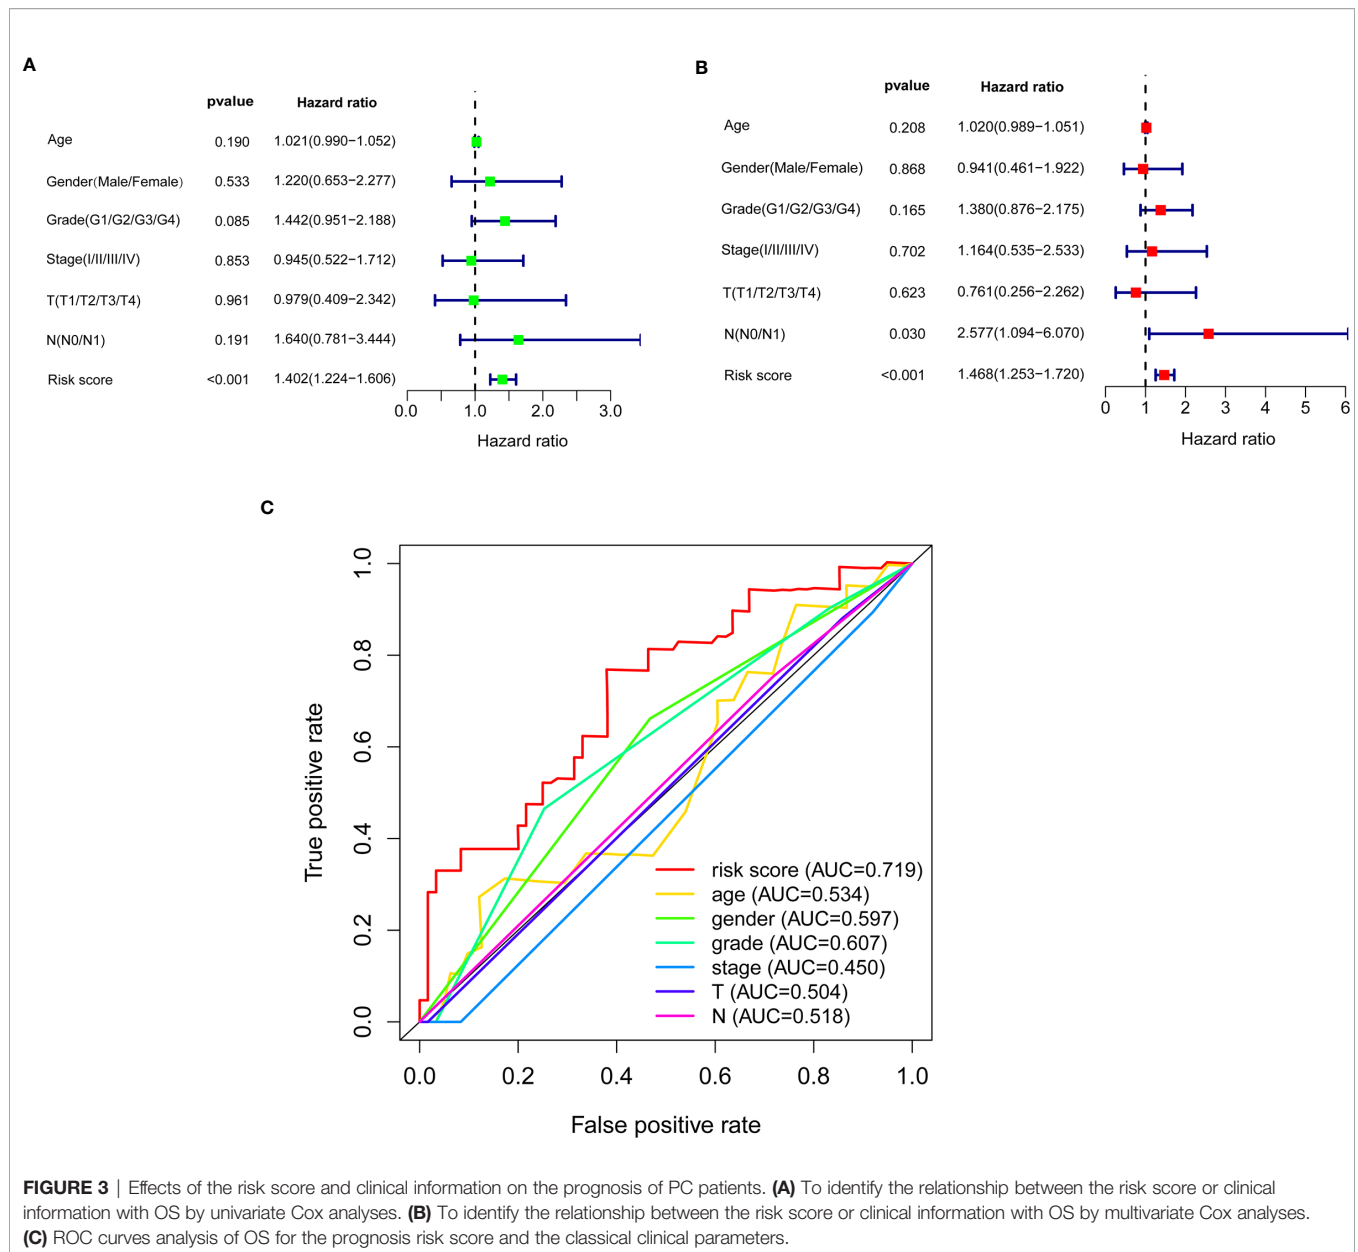 A
pvalue Hazard ratio
Age 0.190 1.021(0.990−1.052)
Gender(Male/Female) 0.533 1.220(0.653−2.277)
Grade(G1/G2/G3/G4) 0.085 1.442(0.951−2.188)
Stage(I/II/III/IV) 0.853 0.945(0.522−1.712)
T(T1/T2/T3/T4) 0.961 0.979(0.409−2.342)
N(N0/N1) 0.191 1.640(0.781−3.444)
Risk score <0.001 1.402(1.224−1.606)
0.0 1.0 2.0 3.0
Hazard ratio
B
pvalue Hazard ratio
Age 0.208 1.020(0.989−1.051)
Gender(Male/Female) 0.868 0.941(0.461−1.922)
Grade(G1/G2/G3/G4) 0.165 1.380(0.876−2.175)
Stage(I/II/III/IV) 0.702 1.164(0.535−2.533)
T(T1/T2/T3/T4) 0.623 0.761(0.256−2.262)
N(N0/N1) 0.030 2.577(1.094−6.070)
Risk score <0.001 1.468(1.253−1.720)
0 1 2 3 4 5 6
Hazard ratio
C
True positive rate
1.0
0.8
0.6
0.4
0.2
0.0
risk score (AUC=0.719)
age (AUC=0.534)
gender (AUC=0.597)
grade (AUC=0.607)
stage (AUC=0.450)
T (AUC=0.504)
N (AUC=0.518)
0.0 0.2 0.4 0.6 0.8 1.0
False positive rate
FIGURE 3 | Effects of the risk score and clinical information on the prognosis of PC patients. (A) To identify the relationship between the risk score or clinical
information with OS by univariate Cox analyses. (B) To identify the relationship between the risk score or clinical information with OS by multivariate Cox analyses.
(C) ROC curves analysis of OS for the prognosis risk score and the classical clinical parameters.